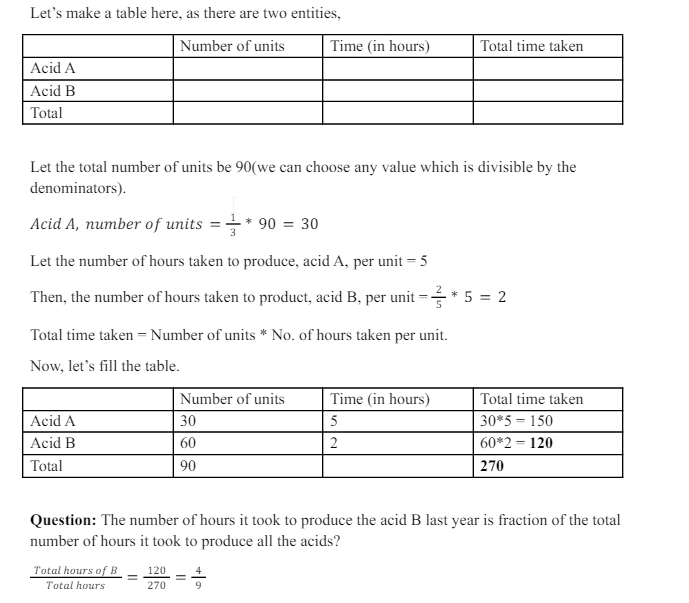 Let's make a table here, as there are two entities,
Number of units Time (in hours) Total time taken
Acid A
Acid B
Total
Let the total number of units be 90(we can choose any value which is divisible by the
denominators).
Acid A, number of units = 1/3 * 90 = 30
Let the number of hours taken to produce, acid A, per unit = 5
Then, the number of hours taken to product, acid B, per unit = 2/5 * 5 = 2
Total time taken = Number of units * No. of hours taken per unit.
Now, let's fill the table.
Number of units Time (in hours) Total time taken
Acid A 30 5 30*5 = 150
Acid B 60 2 60*2 = 120
Total 90 270
Question: The number of hours it took to produce the acid B last year is fraction of the total
number of hours it took to produce all the acids?
Total hours of B / Total hours = 120/270 = 4/9